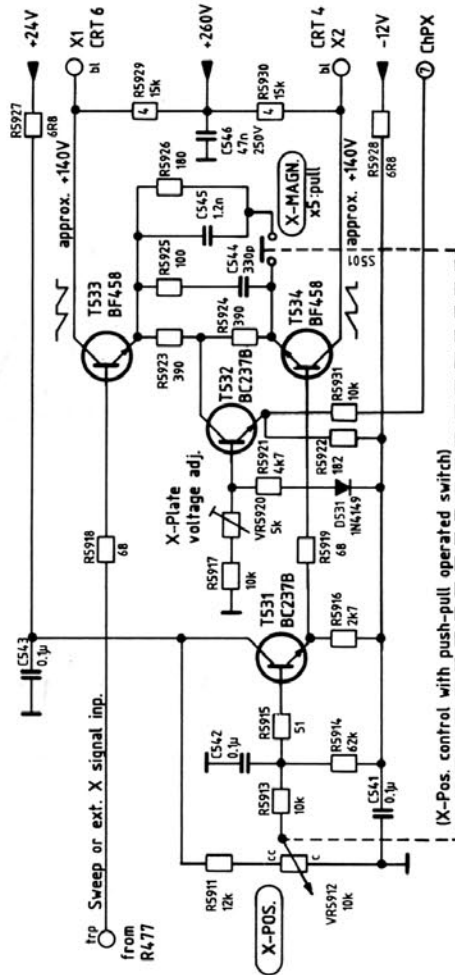 +24V
X1
bl
CRT 6
+260V
CRT 4
bl
X2
-12V
7 ChPX
R5927
6R8
approx. +140V
R5929
4
15k
R5930
4
15k
C546
47n
250V
R5928
6R8
approx. +140V
R5926
180
C545
1.2n
X-MAGN.
x5:pull
S501
R5925
100
C544
330p
T533
BF458
R5923
390
R5924
390
T534
BF458
T532
BC237B
R5931
10k
X-Plate
voltage adj.
R5921
4k7
R5922
182
VR5920
5k
D531
1N4149
R5918
68
R5917
10k
R5919
68
T531
BC237B
R5916
2k7
C543
0.1µ
R5915
51
C542
0.1µ
R5914
62k
R5913
10k
C541
0.1µ
Sweep or ext. X signal inp.
trp
from
R477
R5911
12k
cc
c
VR5912
10k
X-POS.
(X-Pos. control with push-pull operated switch)